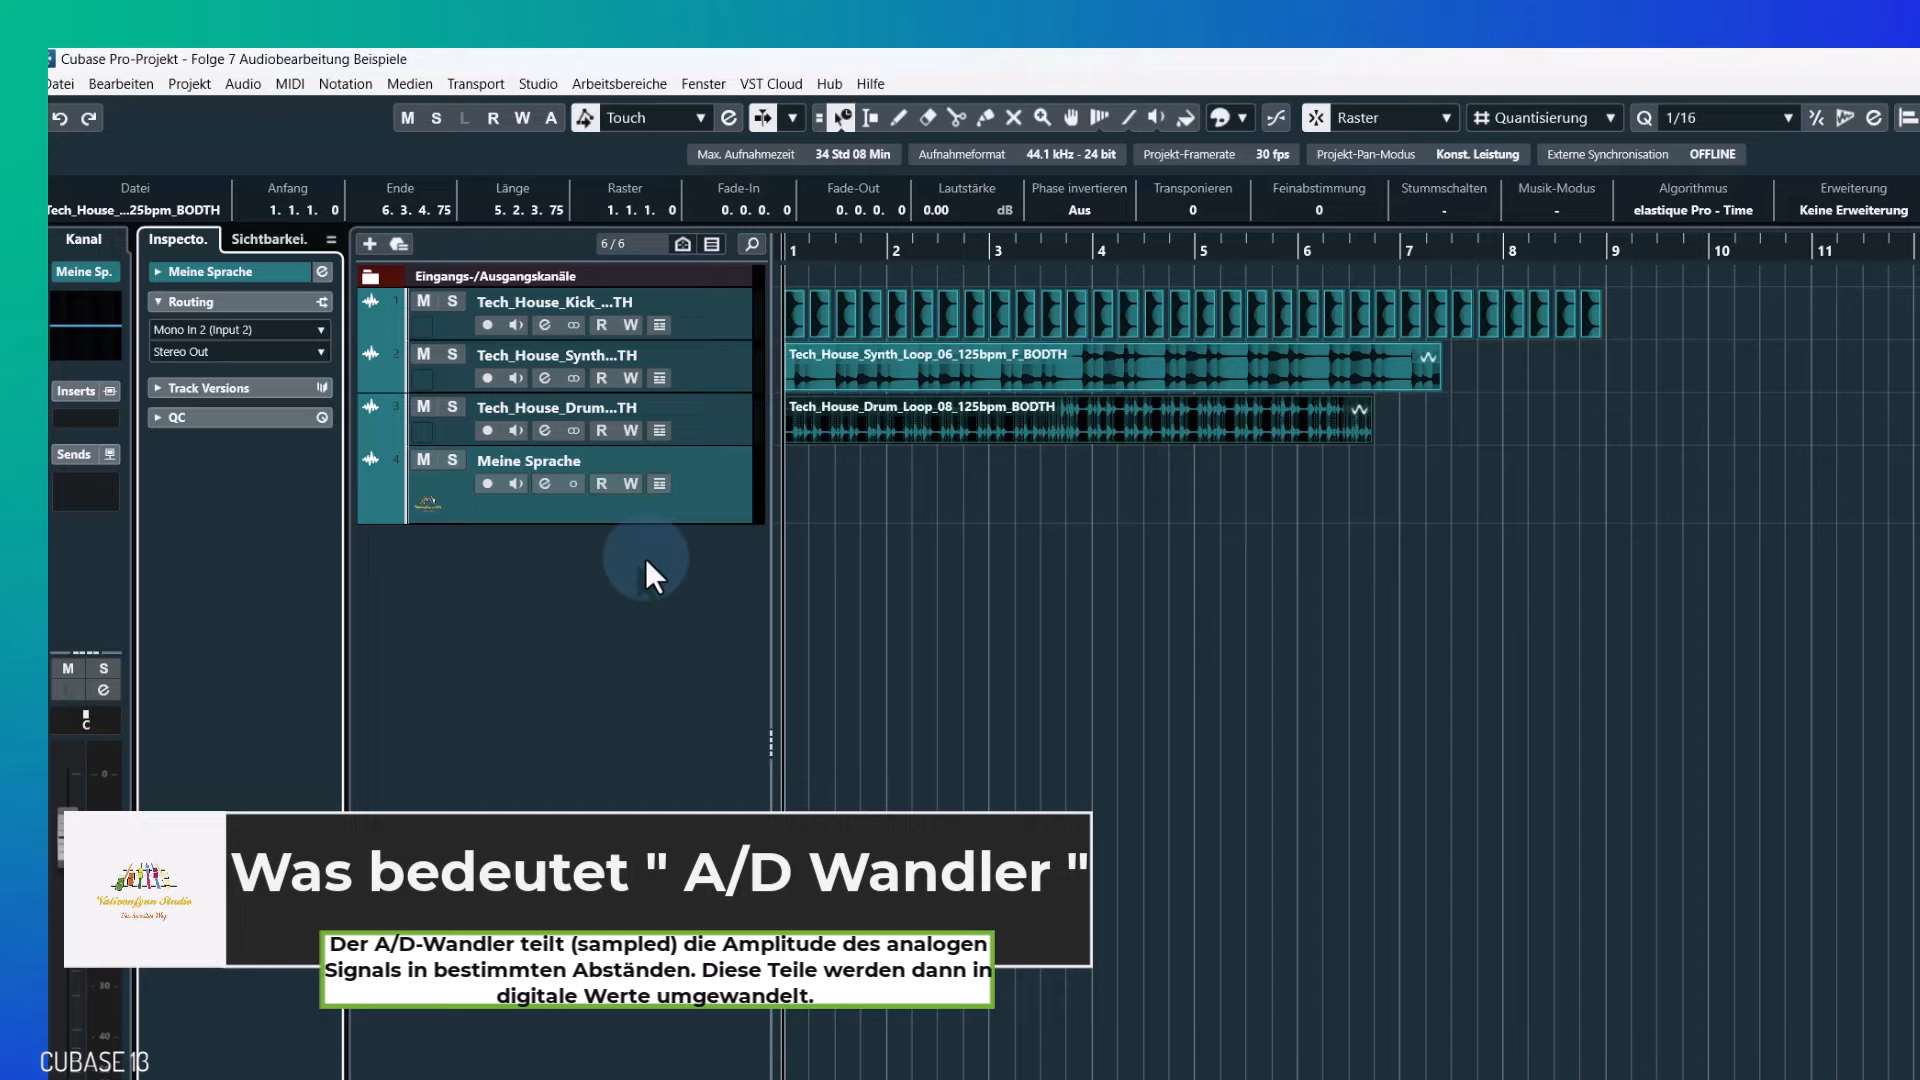 Cubase Pro-Projekt - Folge 7 Audiobearbeitung Beispiele
Datei Bearbeiten Projekt Audio MIDI Notation Medien Transport Studio Arbeitsbereiche Fenster VST Cloud Hub Hilfe
M S L R W A Touch Raster Quantisierung Q 1/16
Max. Aufnahmezeit 34 Std 08 Min Aufnahmeformat 44.1 kHz - 24 bit Projekt-Framerate 30 fps Projekt-Pan-Modus Konst. Leistung Externe Synchronisation OFFLINE
Datei Anfang Ende Länge Raster Fade-In Fade-Out Lautstärke Phase invertieren Transponieren Feinabstimmung Stummschalten Musik-Modus Algorithmus Erweiterung
Tech_House_...25bpm_BODTH 1. 1. 1. 0 6. 3. 4. 75 5. 2. 3. 75 1. 1. 1. 0 0. 0. 0. 0 0. 0. 0. 0 0.00 dB Aus 0 0 - - elastique Pro - Time Keine Erweiterung
Kanal Inspecto. Sichtbarkei. 6 / 6 1 2 3 4 5 6 7 8 9 10 11
Meine Sp. Meine Sprache Eingangs-/Ausgangskanäle
Routing
Mono In 2 (Input 2)
Stereo Out
Inserts Track Versions
QC
Sends
1 M S Tech_House_Kick_...TH
R W
2 M S Tech_House_Synth...TH Tech_House_Synth_Loop_06_125bpm_F_BODTH
R W
3 M S Tech_House_Drum...TH Tech_House_Drum_Loop_08_125bpm_BODTH
R W
4 M S Meine Sprache
R W
M S
C
- 0 -
- 30 -
- 40 -
Was bedeutet " A/D Wandler "
Vativonflynn Studio
Der A/D-Wandler teilt (sampled) die Amplitude des analogen
Signals in bestimmten Abständen. Diese Teile werden dann in
digitale Werte umgewandelt.
CUBASE 13